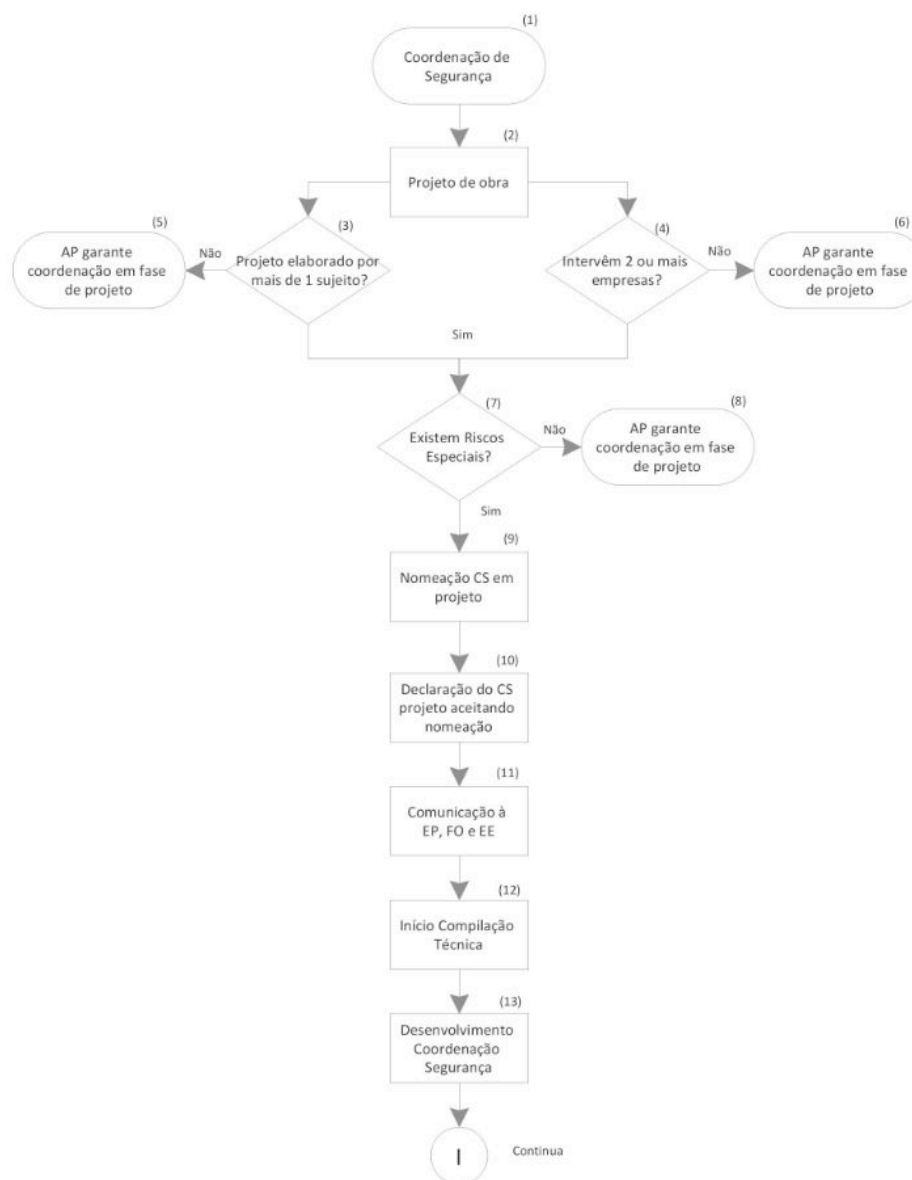 (1)
Coordenação de
Segurança
(2)
Projeto de obra
(3)
Projeto elaborado por
mais de 1 sujeito?
(4)
Intervêm 2 ou mais
empresas?
(5)
Não
AP garante
coordenação em fase
de projeto
(6)
Não
AP garante
coordenação em fase
de projeto
Sim
(7)
Existem Riscos
Especiais?
Não
(8)
AP garante
coordenação em fase
de projeto
Sim
(9)
Nomeação CS em
projeto
(10)
Declaração do CS
projeto aceitando
nomeação
(11)
Comunicação à
EP, FO e EE
(12)
Início Compilação
Técnica
(13)
Desenvolvimento
Coordenação
Segurança
I
Continua